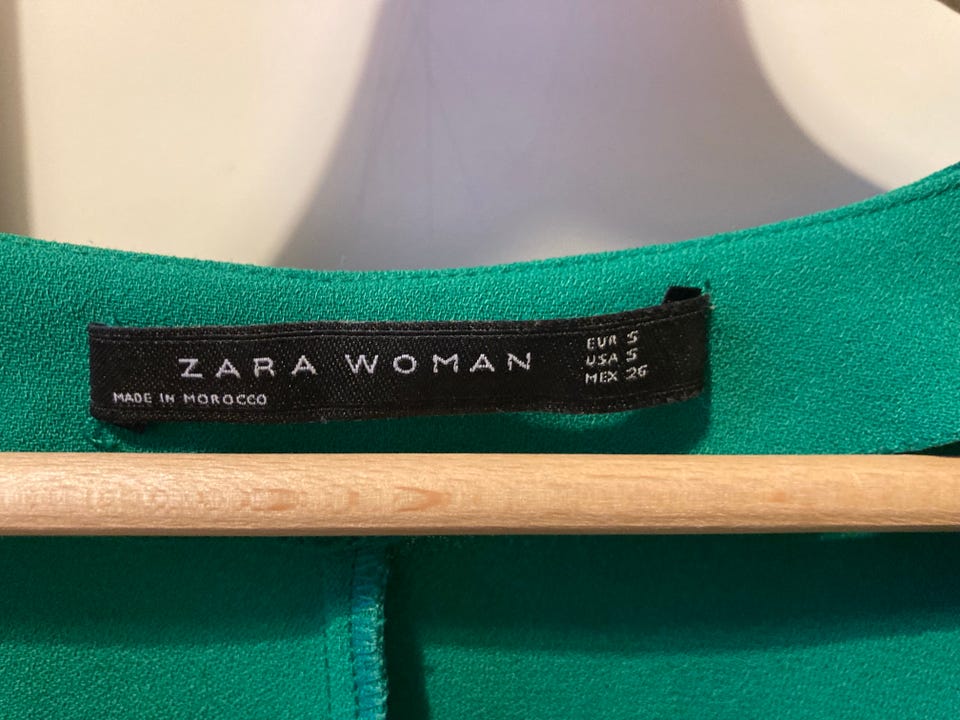 ZARA WOMAN
MADE IN MOROCCO
EUR S
USA S
MEX 26